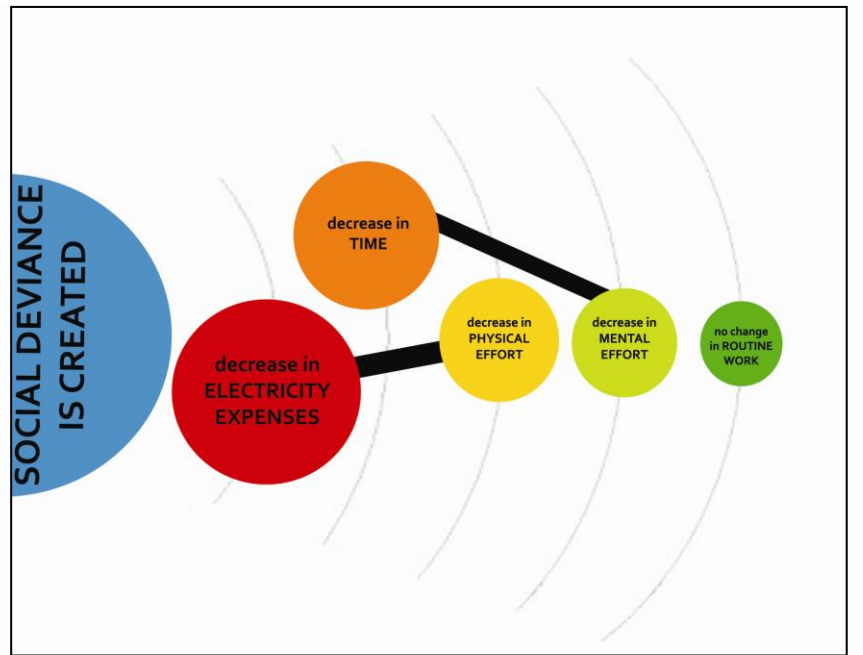 SOCIAL DEVIANCE
IS CREATED
decrease in
TIME
decrease in
ELECTRICITY
EXPENSES
decrease in
PHYSICAL
EFFORT
decrease in
MENTAL
EFFORT
no change
in ROUTINE
WORK